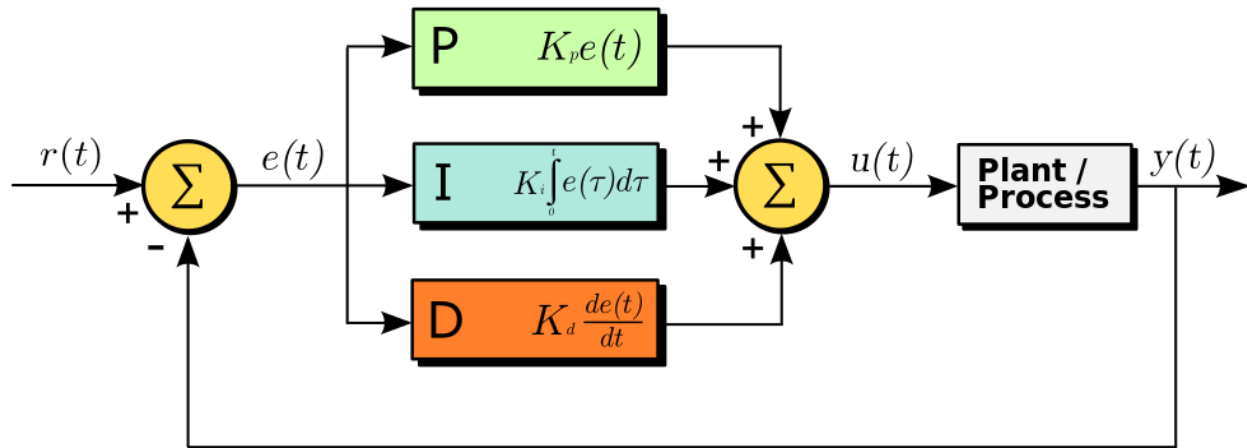 P K_p e(t)
r(t) + - Σ e(t)
I K_i ∫_0^t e(τ)dτ
+ + + Σ u(t)
Plant /
Process
y(t)
D K_d de(t)/dt